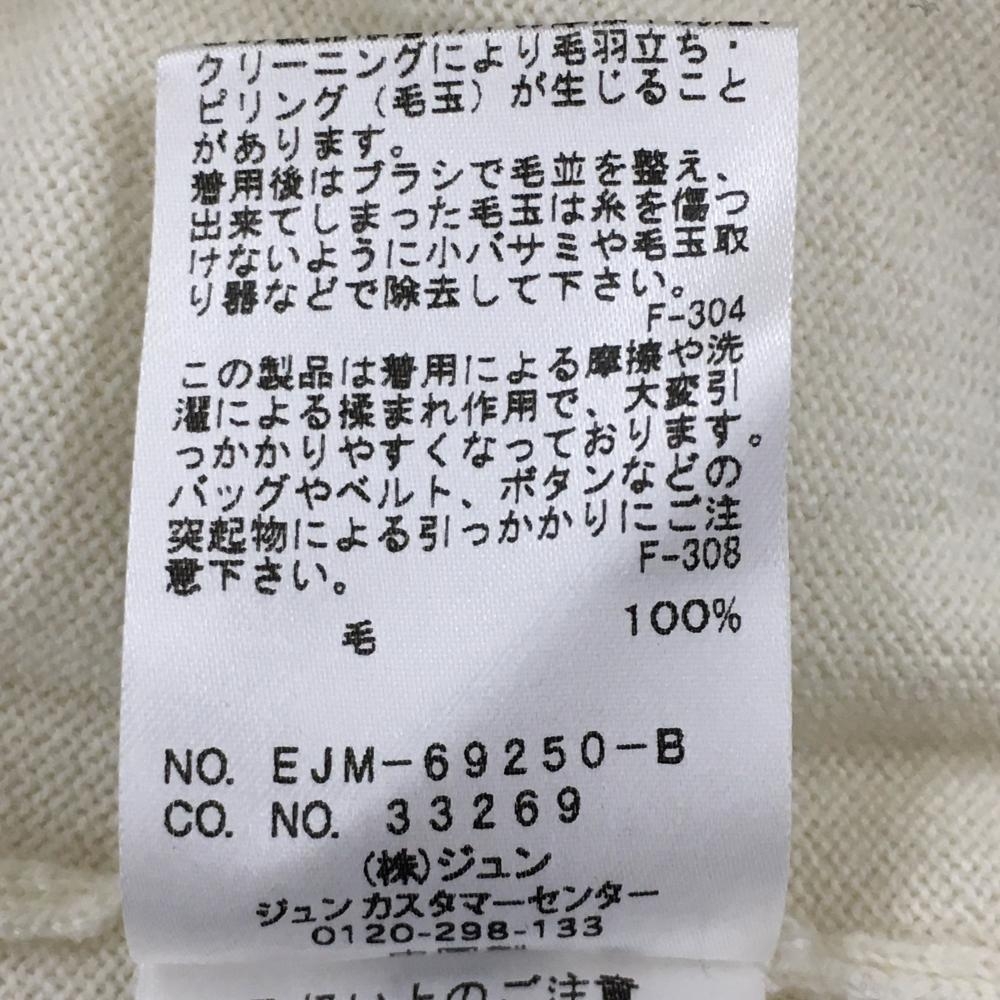 クリーニングにより毛羽立ち・
ピリング（毛玉）が生じること
があります。
着用後はブラシで毛並を整え、
出来てしまった毛玉は糸を傷つ
けないように小バサミや毛玉取
り器などで除去して下さい。
F-304
この製品は着用による摩擦や洗
濯による揉まれ作用で、大変引
っかかりやすくなっております。
バッグやベルト、ボタンなどの
突起物による引っかかりにご注
意下さい。
F-308
毛 100%
NO. EJM-69250-B
CO. NO. 33269
(株)ジュン
ジュンカスタマーセンター
0120-298-133
い上のご注意